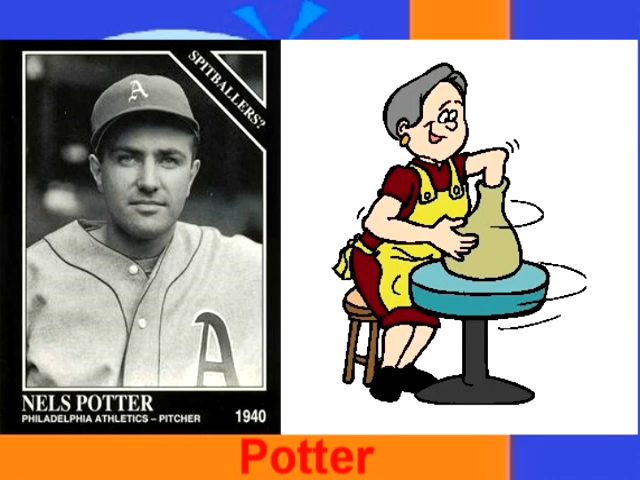 A
SPITBALLERS?
A
NELS POTTER
PHILADELPHIA ATHLETICS – PITCHER 1940
Potter